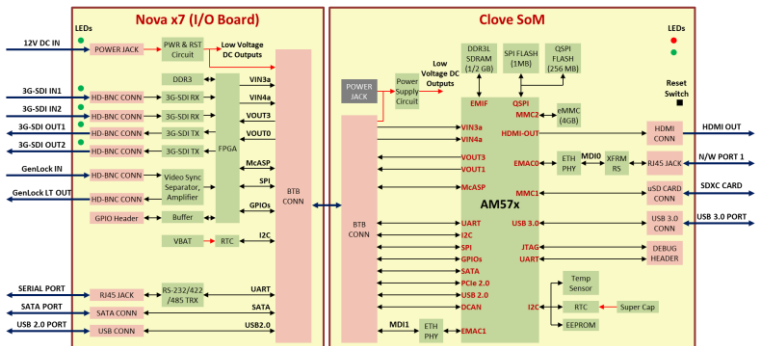 Nova x7 (I/O Board)
Clove SoM
LEDs
12V DC IN
POWER JACK
PWR & RST
Circuit
Low Voltage
DC Outputs
DDR3
3G-SDI IN1
HD-BNC CONN
3G-SDI RX
VIN3a
3G-SDI IN2
HD-BNC CONN
3G-SDI RX
VIN4a
3G-SDI OUT1
HD-BNC CONN
3G-SDI TX
VOUT3
3G-SDI OUT2
HD-BNC CONN
3G-SDI TX
VOUT0
FPGA
GenLock IN
HD-BNC CONN
Video Sync
Separator,
Amplifier
McASP
SPI
GenLock LT OUT
HD-BNC CONN
GPIO Header
Buffer
GPIOs
VBAT
RTC
I2C
BTB
CONN
SERIAL PORT
RJ45 JACK
RS-232/422
/485 TRX
UART
SATA PORT
SATA CONN
SATA
USB 2.0 PORT
USB CONN
USB2.0
POWER
JACK
Power
Supply
Circuit
Low
Voltage DC
Outputs
DDR3L
SDRAM
(1/2 GB)
SPI FLASH
(1MB)
QSPI
FLASH
(256 MB)
LEDs
Reset
Switch
EMIF
QSPI
MMC2
eMMC
(4GB)
VIN3a
VIN4a
VOUT3
VOUT1
McASP
AM57x
BTB
CONN
UART
I2C
SPI
GPIOs
SATA
PCIe 2.0
USB 2.0
DCAN
MDI1
ETH
PHY
EMAC1
HDMI-OUT
HDMI
CONN
HDMI OUT
EMAC0
ETH
PHY
MDI0
XFRM
RS
RJ45 JACK
N/W PORT 1
MMC1
uSD CARD
CONN
SDXC CARD
USB 3.0
USB 3.0
CONN
USB 3.0 PORT
JTAG
UART
DEBUG
HEADER
I2C
Temp
Sensor
RTC
Super Cap
EEPROM